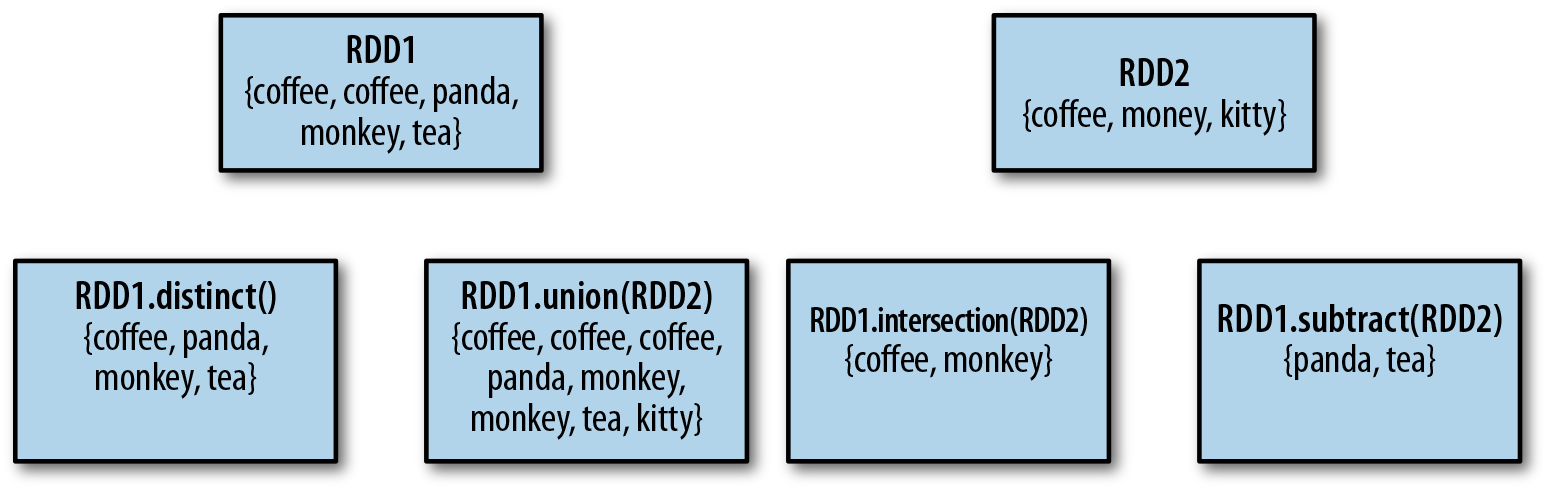 RDD1
{coffee, coffee, panda,
monkey, tea}
RDD2
{coffee, money, kitty}
RDD1.distinct()
{coffee, panda,
monkey, tea}
RDD1.union(RDD2)
{coffee, coffee, coffee,
panda, monkey,
monkey, tea, kitty}
RDD1.intersection(RDD2)
{coffee, monkey}
RDD1.subtract(RDD2)
{panda, tea}